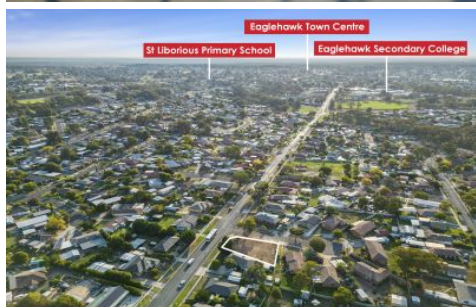 Eaglehawk Town Centre
St Liborious Primary School
Eaglehawk Secondary College